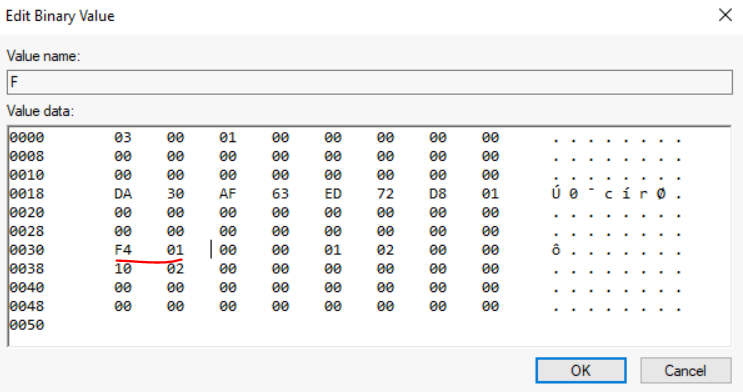 Edit Binary Value
Value name:
F
Value data:
0000 03 00 01 00 00 00 00 00 . . . . . . . .
0008 00 00 00 00 00 00 00 00 . . . . . . . .
0010 00 00 00 00 00 00 00 00 . . . . . . . .
0018 DA 30 AF 63 ED 72 D8 01 Ú 0 ¯ c í r Ø .
0020 00 00 00 00 00 00 00 00 . . . . . . . .
0028 00 00 00 00 00 00 00 00 . . . . . . . .
0030 F4 01 00 00 01 02 00 00 ô . . . . . . .
0038 10 02 00 00 00 00 00 00 . . . . . . . .
0040 00 00 00 00 00 00 00 00 . . . . . . . .
0048 00 00 00 00 00 00 00 00 . . . . . . . .
0050
OK Cancel